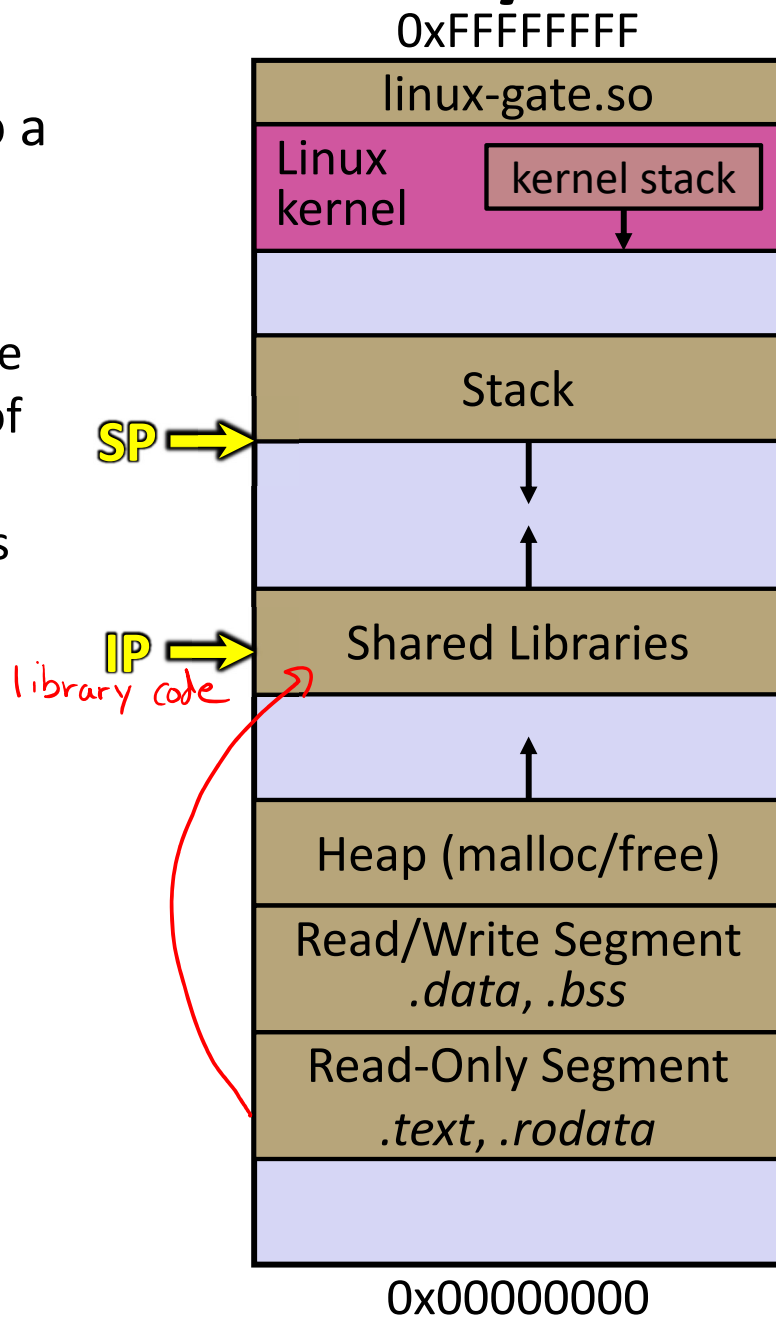 0xFFFFFFFF
linux-gate.so
o a
Linux
kernel
kernel stack
e
Stack
of
SP
s
IP
Shared Libraries
library code
Heap (malloc/free)
Read/Write Segment
.data, .bss
Read-Only Segment
.text, .rodata
0x00000000